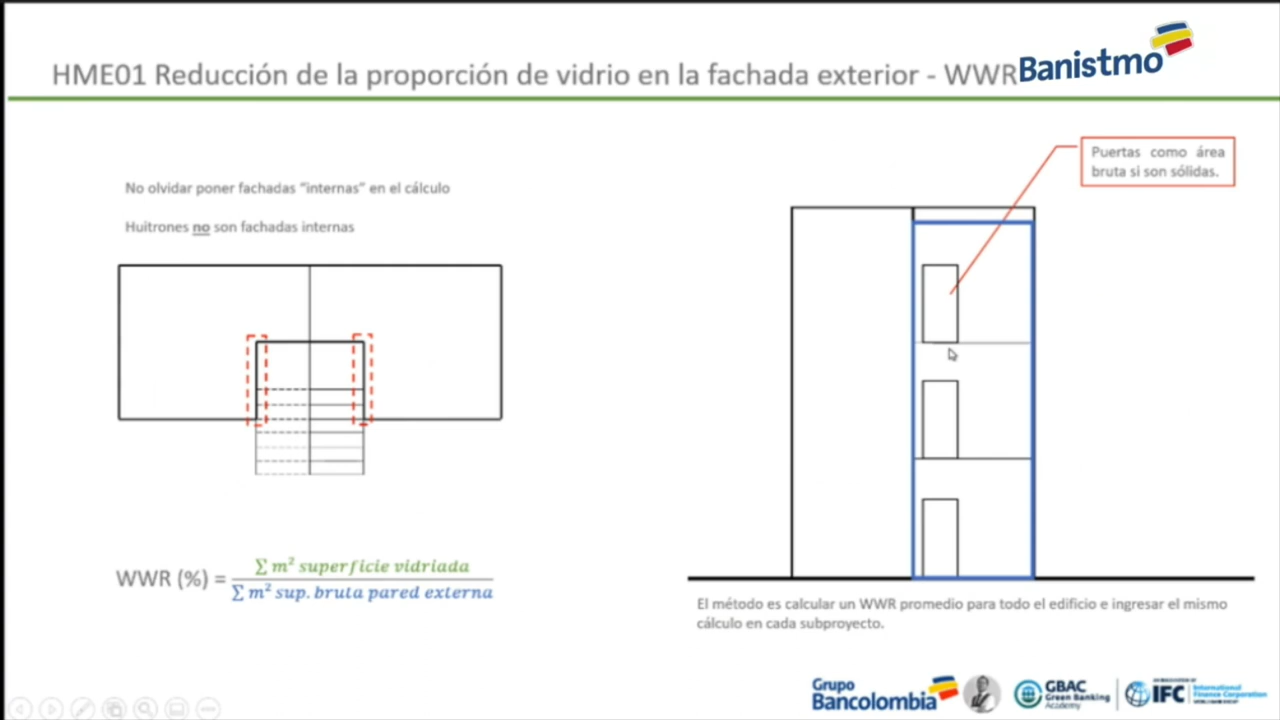 HME01 Reducción de la proporción de vidrio en la fachada exterior - WWR
Banistmo
No olvidar poner fachadas "internas" en el cálculo
Huitrones no son fachadas internas
Puertas como área
bruta si son sólidas.
WWR (%) = ∑ m² superficie vidriada
∑ m² sup. bruta pared externa
El método es calcular un WWR promedio para todo el edificio e ingresar el mismo
cálculo en cada subproyecto.
Grupo
Bancolombia
GBAC
Green Banking
Academy
IFC
International
Finance Corporation
WORLD BANK GROUP